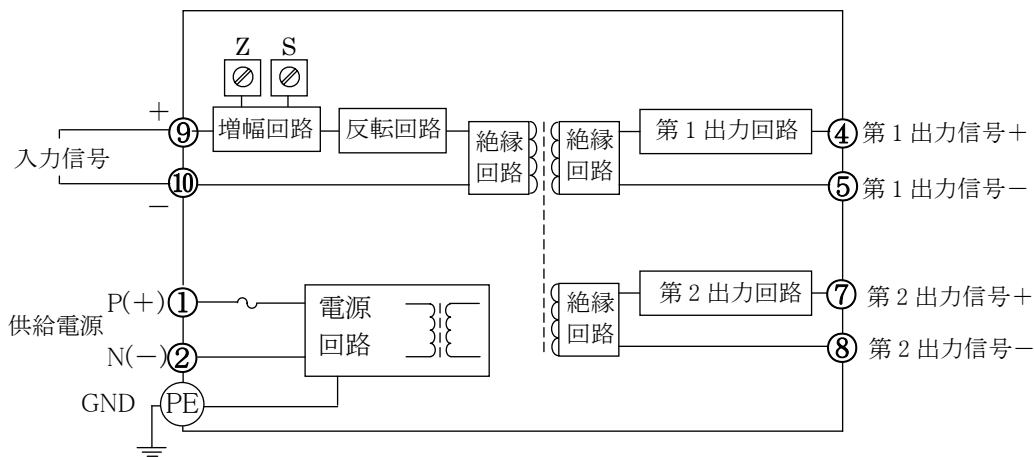 Z S
+
⑨ 増幅回路 反転回路 絶縁 絶縁 第1出力回路 ④ 第1出力信号+
回路 回路
入力信号
⑩ ⑤ 第1出力信号-
-
P(+) ① 電源 絶縁 第2出力回路 ⑦ 第2出力信号+
回路 回路
供給電源
N(-) ② ⑧ 第2出力信号-
GND PE